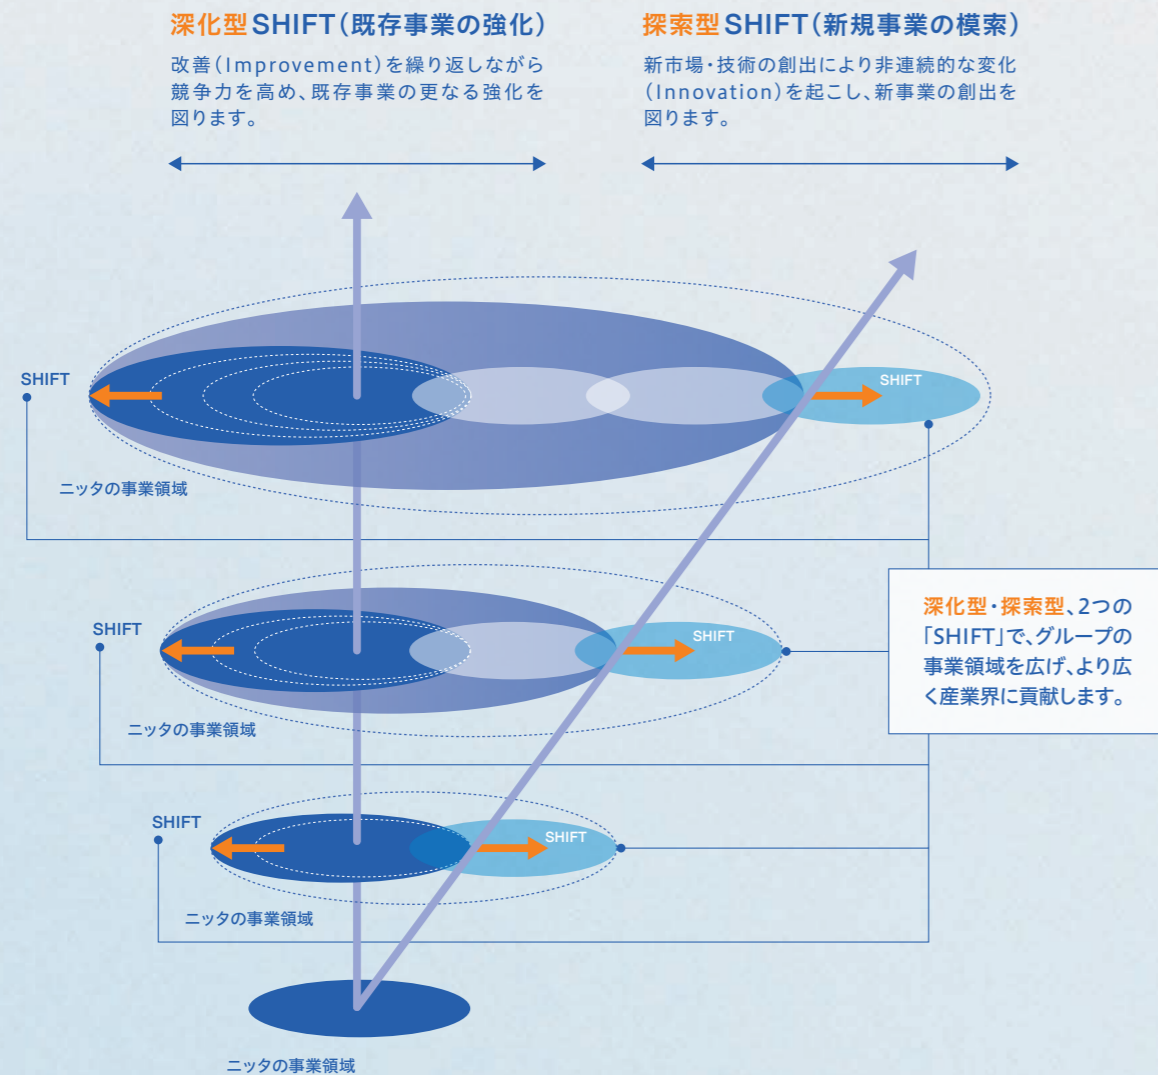 深化型SHIFT(既存事業の強化)
改善(Improvement)を繰り返しながら
競争力を高め、既存事業の更なる強化を
図ります。
探索型SHIFT(新規事業の模索)
新市場・技術の創出により非連続的な変化
(Innovation)を起こし、新事業の創出を
図ります。
SHIFT
SHIFT
ニッタの事業領域
SHIFT
SHIFT
ニッタの事業領域
深化型・探索型、2つの
「SHIFT」で、グループの
事業領域を広げ、より広
く産業界に貢献します。
SHIFT
SHIFT
ニッタの事業領域
ニッタの事業領域